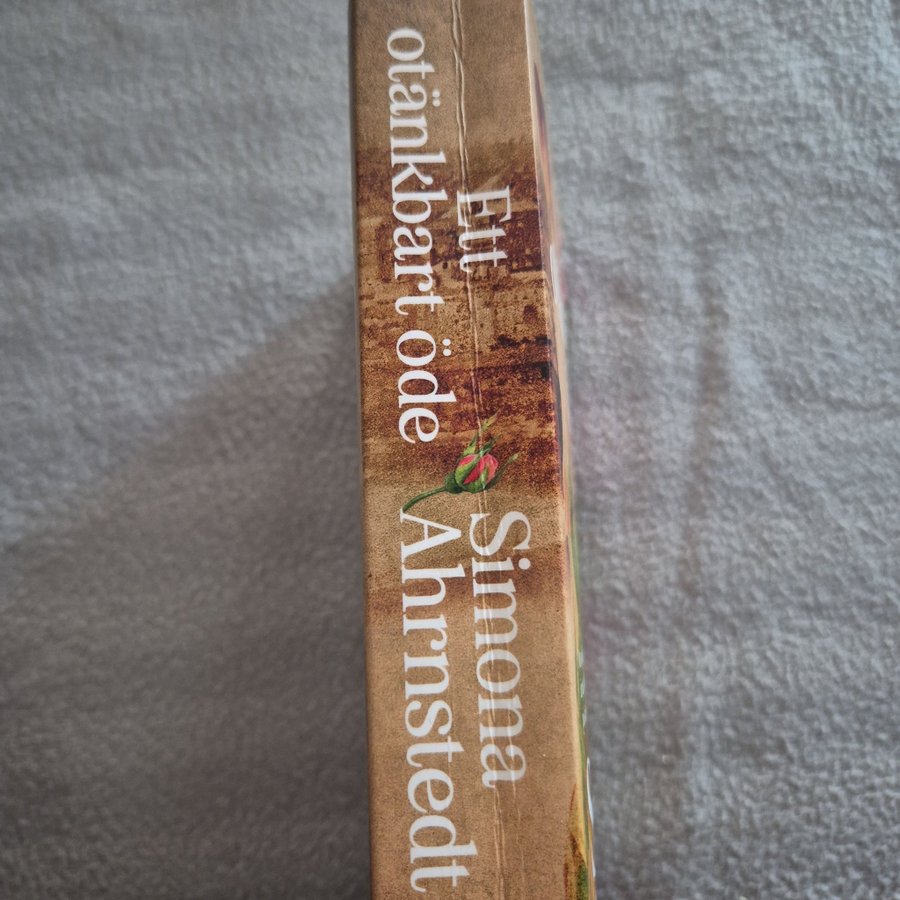 Ett
otänkbart öde
Simona
Ahrnstedt